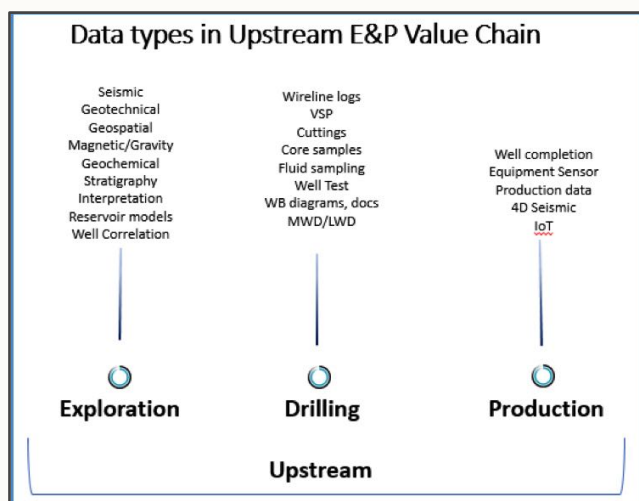 Data types in Upstream E&P Value Chain
Seismic
Geotechnical
Geospatial
Magnetic/Gravity
Geochemical
Stratigraphy
Interpretation
Reservoir models
Well Correlation
Wireline logs
VSP
Cuttings
Core samples
Fluid sampling
Well Test
WB diagrams, docs
MWD/LWD
Well completion
Equipment Sensor
Production data
4D Seismic
IoT
Exploration
Drilling
Production
Upstream